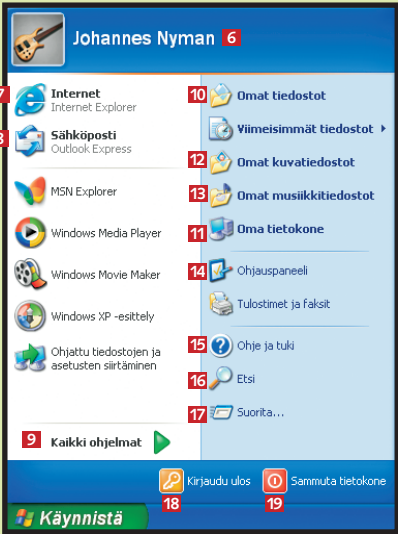 Johannes Nyman 6
7 Internet
Internet Explorer
8 Sähköposti
Outlook Express
MSN Explorer
Windows Media Player
Windows Movie Maker
Windows XP -esittely
Ohjattu tiedostojen ja
asetusten siirtäminen
9 Kaikki ohjelmat
10 Omat tiedostot
Viimeisimmät tiedostot
12 Omat kuvatiedostot
13 Omat musiikkitiedostot
11 Oma tietokone
14 Ohjauspaneeli
Tulostimet ja faksit
15 Ohje ja tuki
16 Etsi
17 Suorita...
Kirjaudu ulos
18
Sammuta tietokone
19
Käynnistä